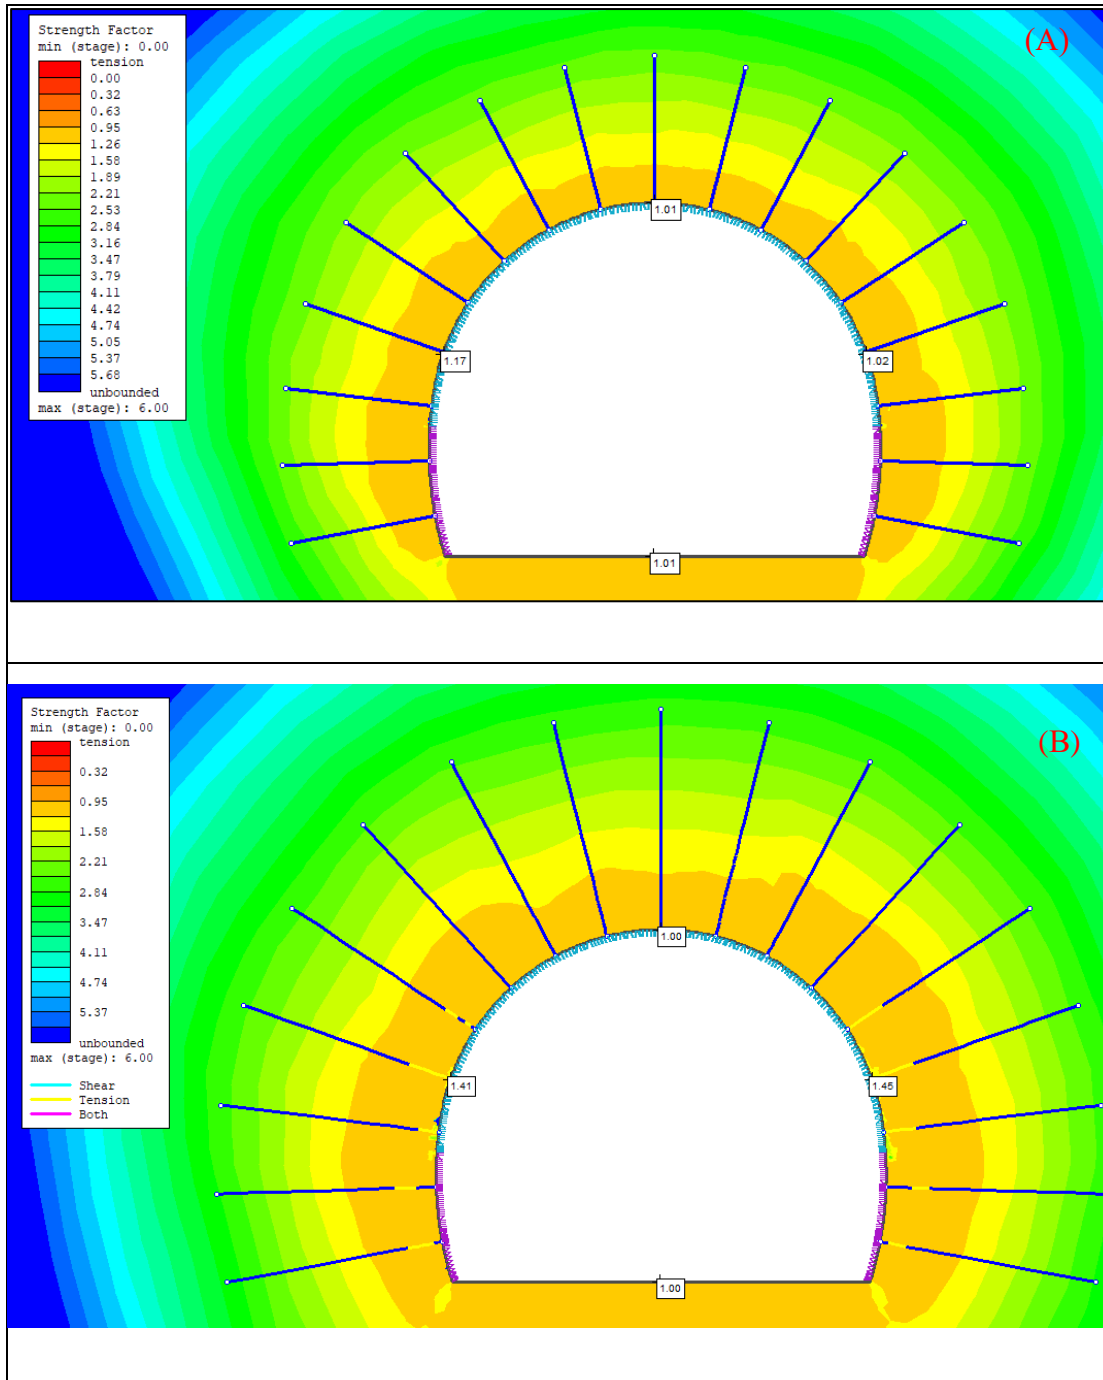 Strength Factor
min (stage): 0.00
tension
0.00
0.32
0.63
0.95
1.26
1.58
1.89
2.21
2.53
2.84
3.16
3.47
3.79
4.11
4.42
4.74
5.05
5.37
5.68
unbounded
max (stage): 6.00
(A)
1.01
1.17
1.02
1.01
Strength Factor
min (stage): 0.00
tension
0.32
0.95
1.58
2.21
2.84
3.47
4.11
4.74
5.37
unbounded
max (stage): 6.00
Shear
Tension
Both
(B)
1.00
1.41
1.45
1.00